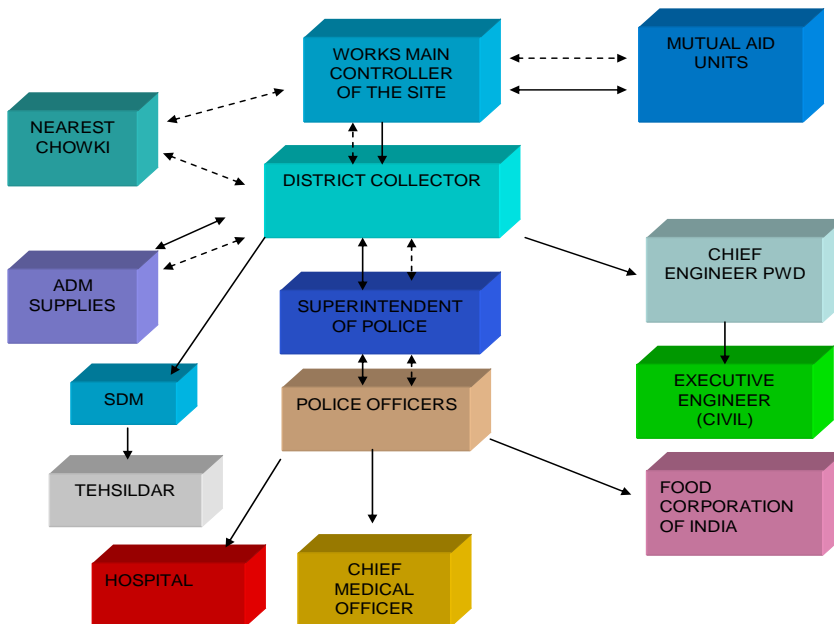 WORKS MAIN
CONTROLLER
OF THE SITE
MUTUAL AID
UNITS
NEAREST
CHOWKI
DISTRICT COLLECTOR
ADM
SUPPLIES
CHIEF
ENGINEER PWD
SUPERINTENDENT
OF POLICE
SDM
POLICE OFFICERS
EXECUTIVE
ENGINEER
(CIVIL)
TEHSILDAR
FOOD
CORPORATION
OF INDIA
HOSPITAL
CHIEF
MEDICAL
OFFICER